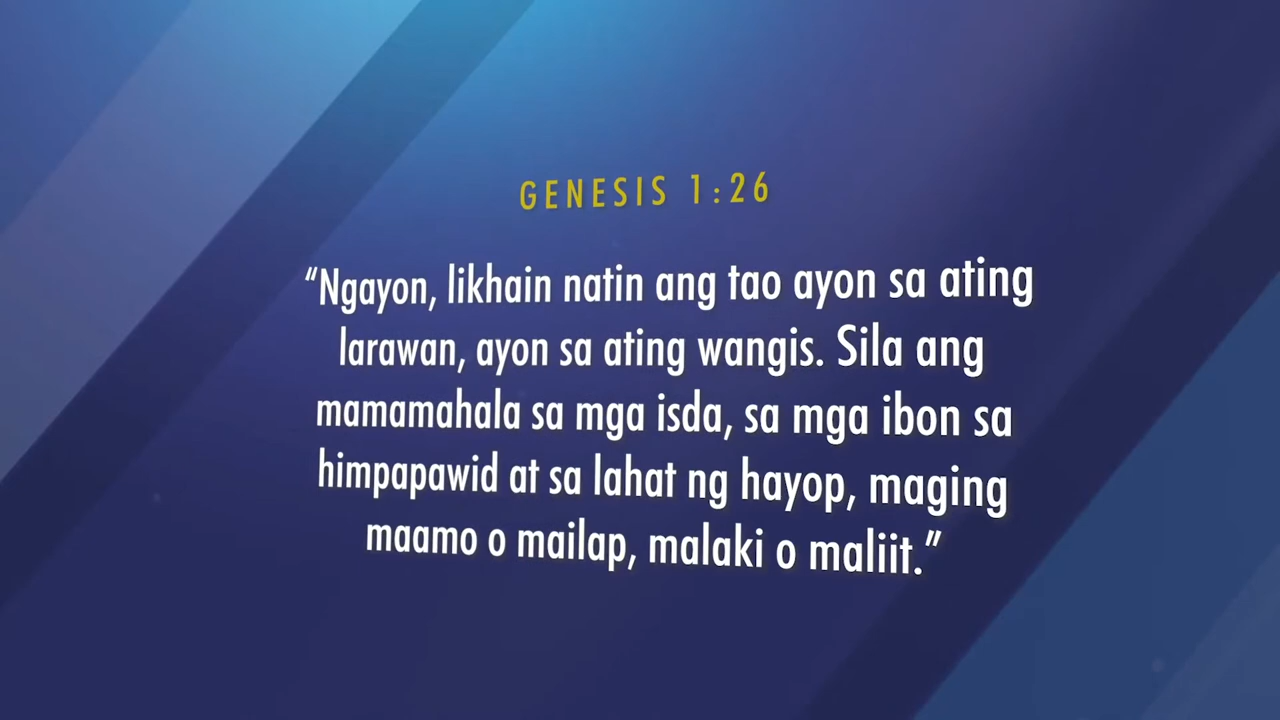 GENESIS 1:26
“Ngayon, likhain natin ang tao ayon sa ating
larawan, ayon sa ating wangis. Sila ang
mamamahala sa mga isda, sa mga ibon sa
himpapawid at sa lahat ng hayop, maging
maamo o mailap, malaki o maliit.”